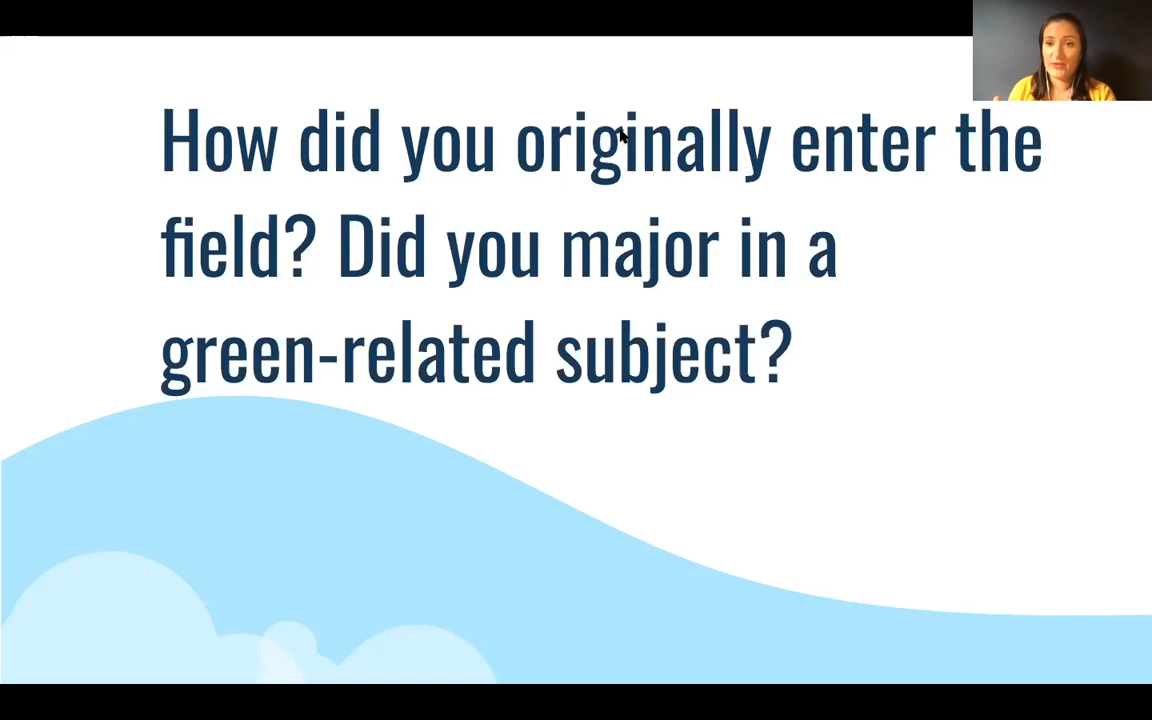 How did you originally enter the
field? Did you major in a
green-related subject?